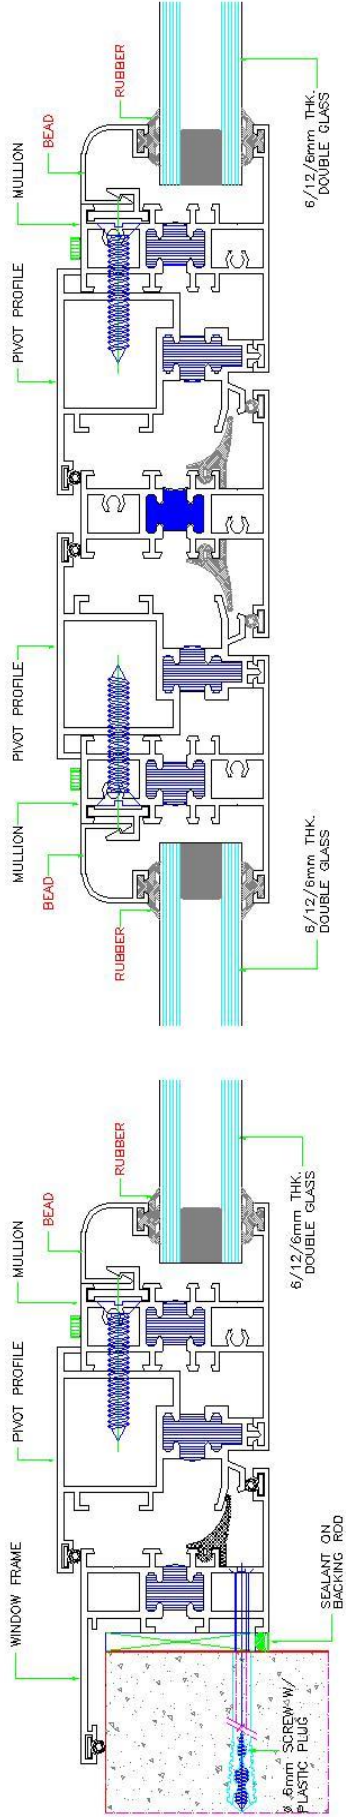 WINDOW FRAME
PIVOT PROFILE
MULLION
BEAD
RUBBER
6/12/6mm THK.
DOUBLE GLASS
SEALANT ON
BACKING ROD
6mm SCREW W/
PLASTIC PLUG
MULLION
BEAD
RUBBER
PIVOT PROFILE
6/12/6mm THK.
DOUBLE GLASS
PIVOT PROFILE
MULLION
BEAD
RUBBER
6/12/6mm THK.
DOUBLE GLASS